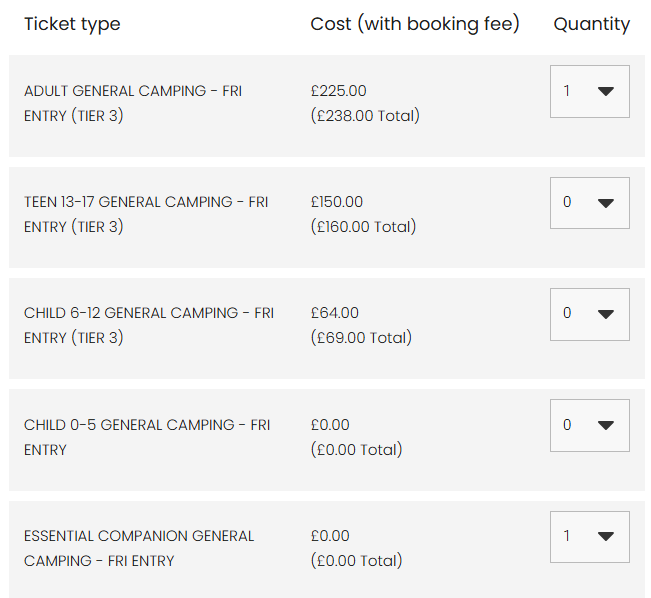 Ticket type Cost (with booking fee) Quantity
ADULT GENERAL CAMPING - FRI £225.00 1
ENTRY (TIER 3) (£238.00 Total)
TEEN 13-17 GENERAL CAMPING - FRI £150.00 0
ENTRY (TIER 3) (£160.00 Total)
CHILD 6-12 GENERAL CAMPING - FRI £64.00 0
ENTRY (TIER 3) (£69.00 Total)
CHILD 0-5 GENERAL CAMPING - FRI £0.00 0
ENTRY (£0.00 Total)
ESSENTIAL COMPANION GENERAL £0.00 1
CAMPING - FRI ENTRY (£0.00 Total)